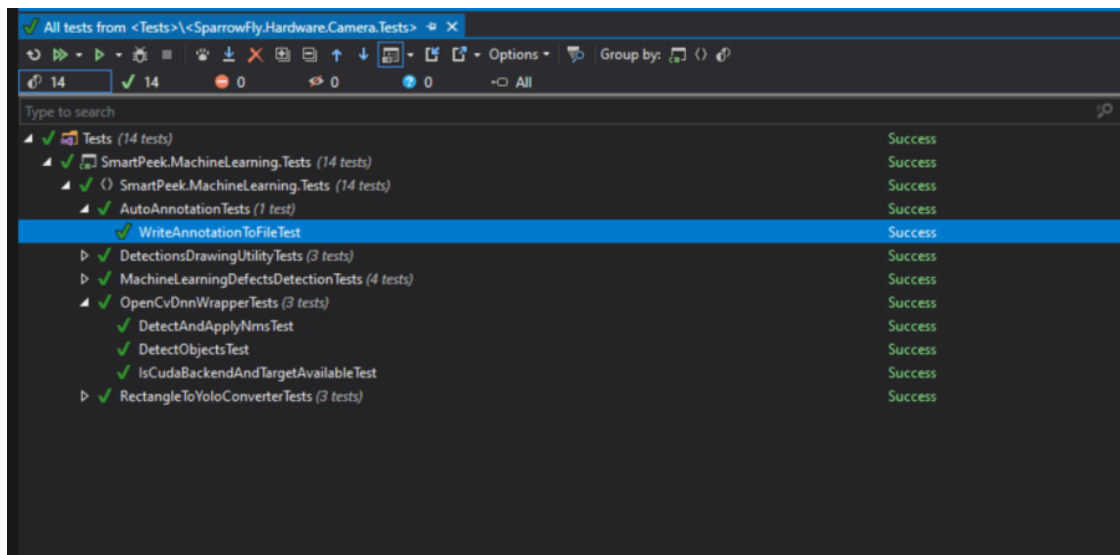 All tests from <Tests>\<SparrowFly.Hardware.Camera.Tests>
Options Group by:
14 14 0 0 0 All
Type to search
Tests (14 tests) Success
SmartPeek.MachineLearning.Tests (14 tests) Success
SmartPeek.MachineLearning.Tests (14 tests) Success
AutoAnnotationTests (1 test) Success
WriteAnnotationToFileTest Success
DetectionsDrawingUtilityTests (3 tests) Success
MachineLearningDefectsDetectionTests (4 tests) Success
OpenCvDnnWrapperTests (3 tests) Success
DetectAndApplyNmsTest Success
DetectObjectsTest Success
IsCudaBackendAndTargetAvailableTest Success
RectangleToYoloConverterTests (3 tests) Success